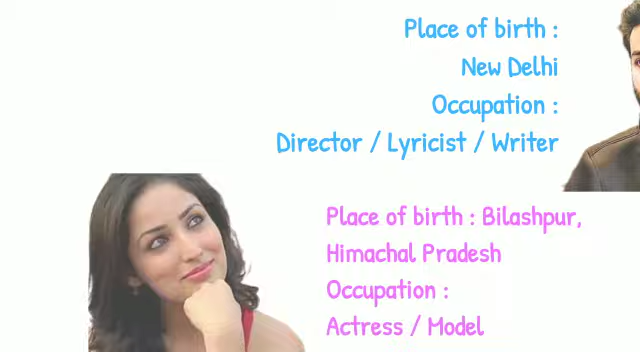 Place of birth :
New Delhi
Occupation :
Director / Lyricist / Writer
Place of birth : Bilashpur,
Himachal Pradesh
Occupation :
Actress / Model